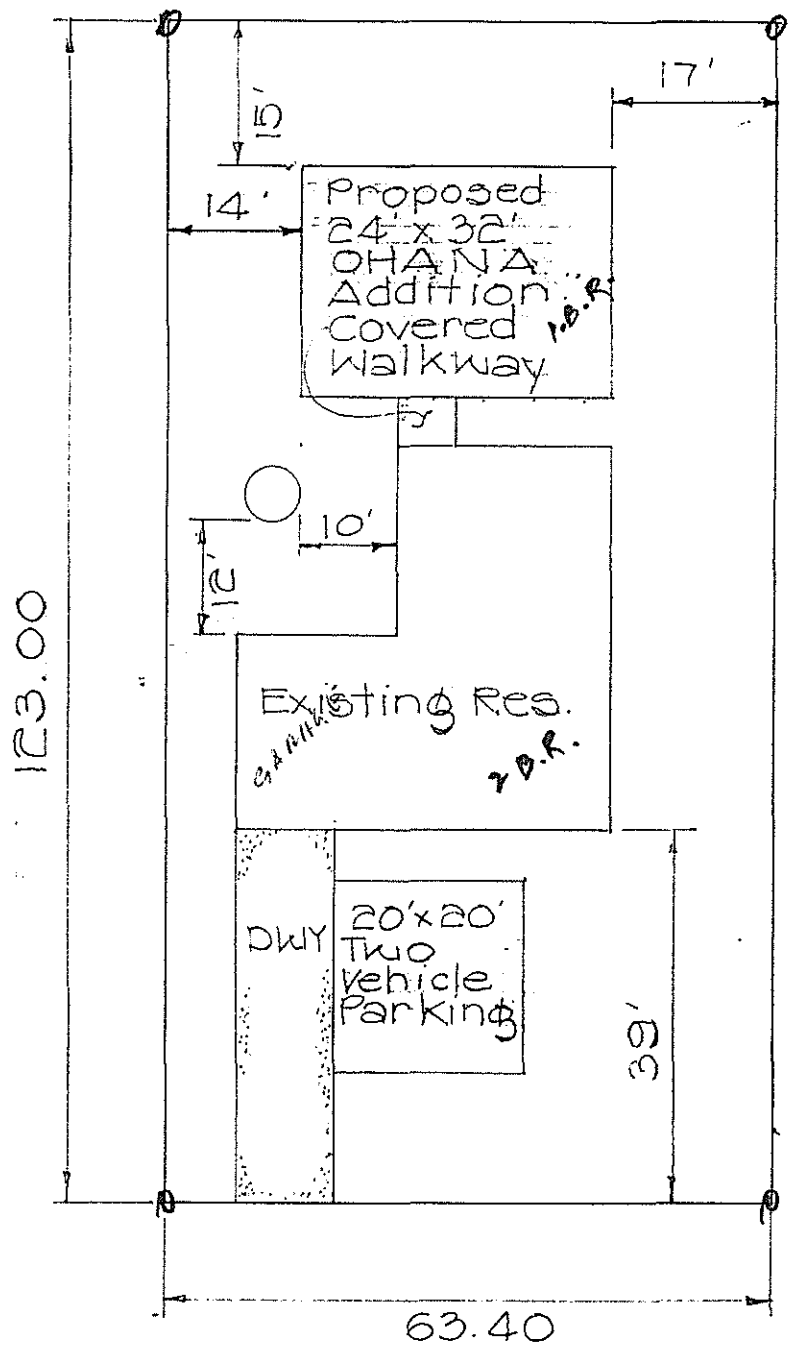 17'
15'
14'
Proposed
24' x 32'
OHANA
Addition
Covered
Walkway
1.B.R.
10'
12'
123.00
Existing Res.
2 B.R.
DWY
20'x20'
Two
Vehicle
Parking
39'
63.40